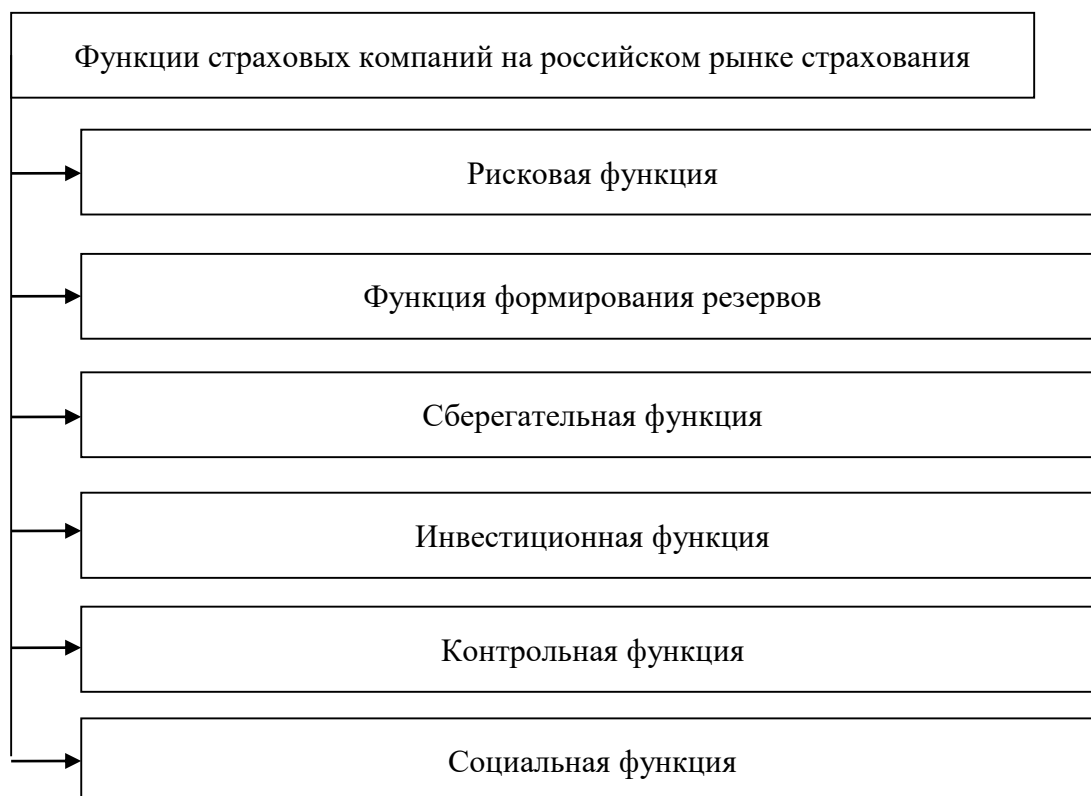 Функции страховых компаний на российском рынке страхования
Рисковая функция
Функция формирования резервов
Сберегательная функция
Инвестиционная функция
Контрольная функция
Социальная функция